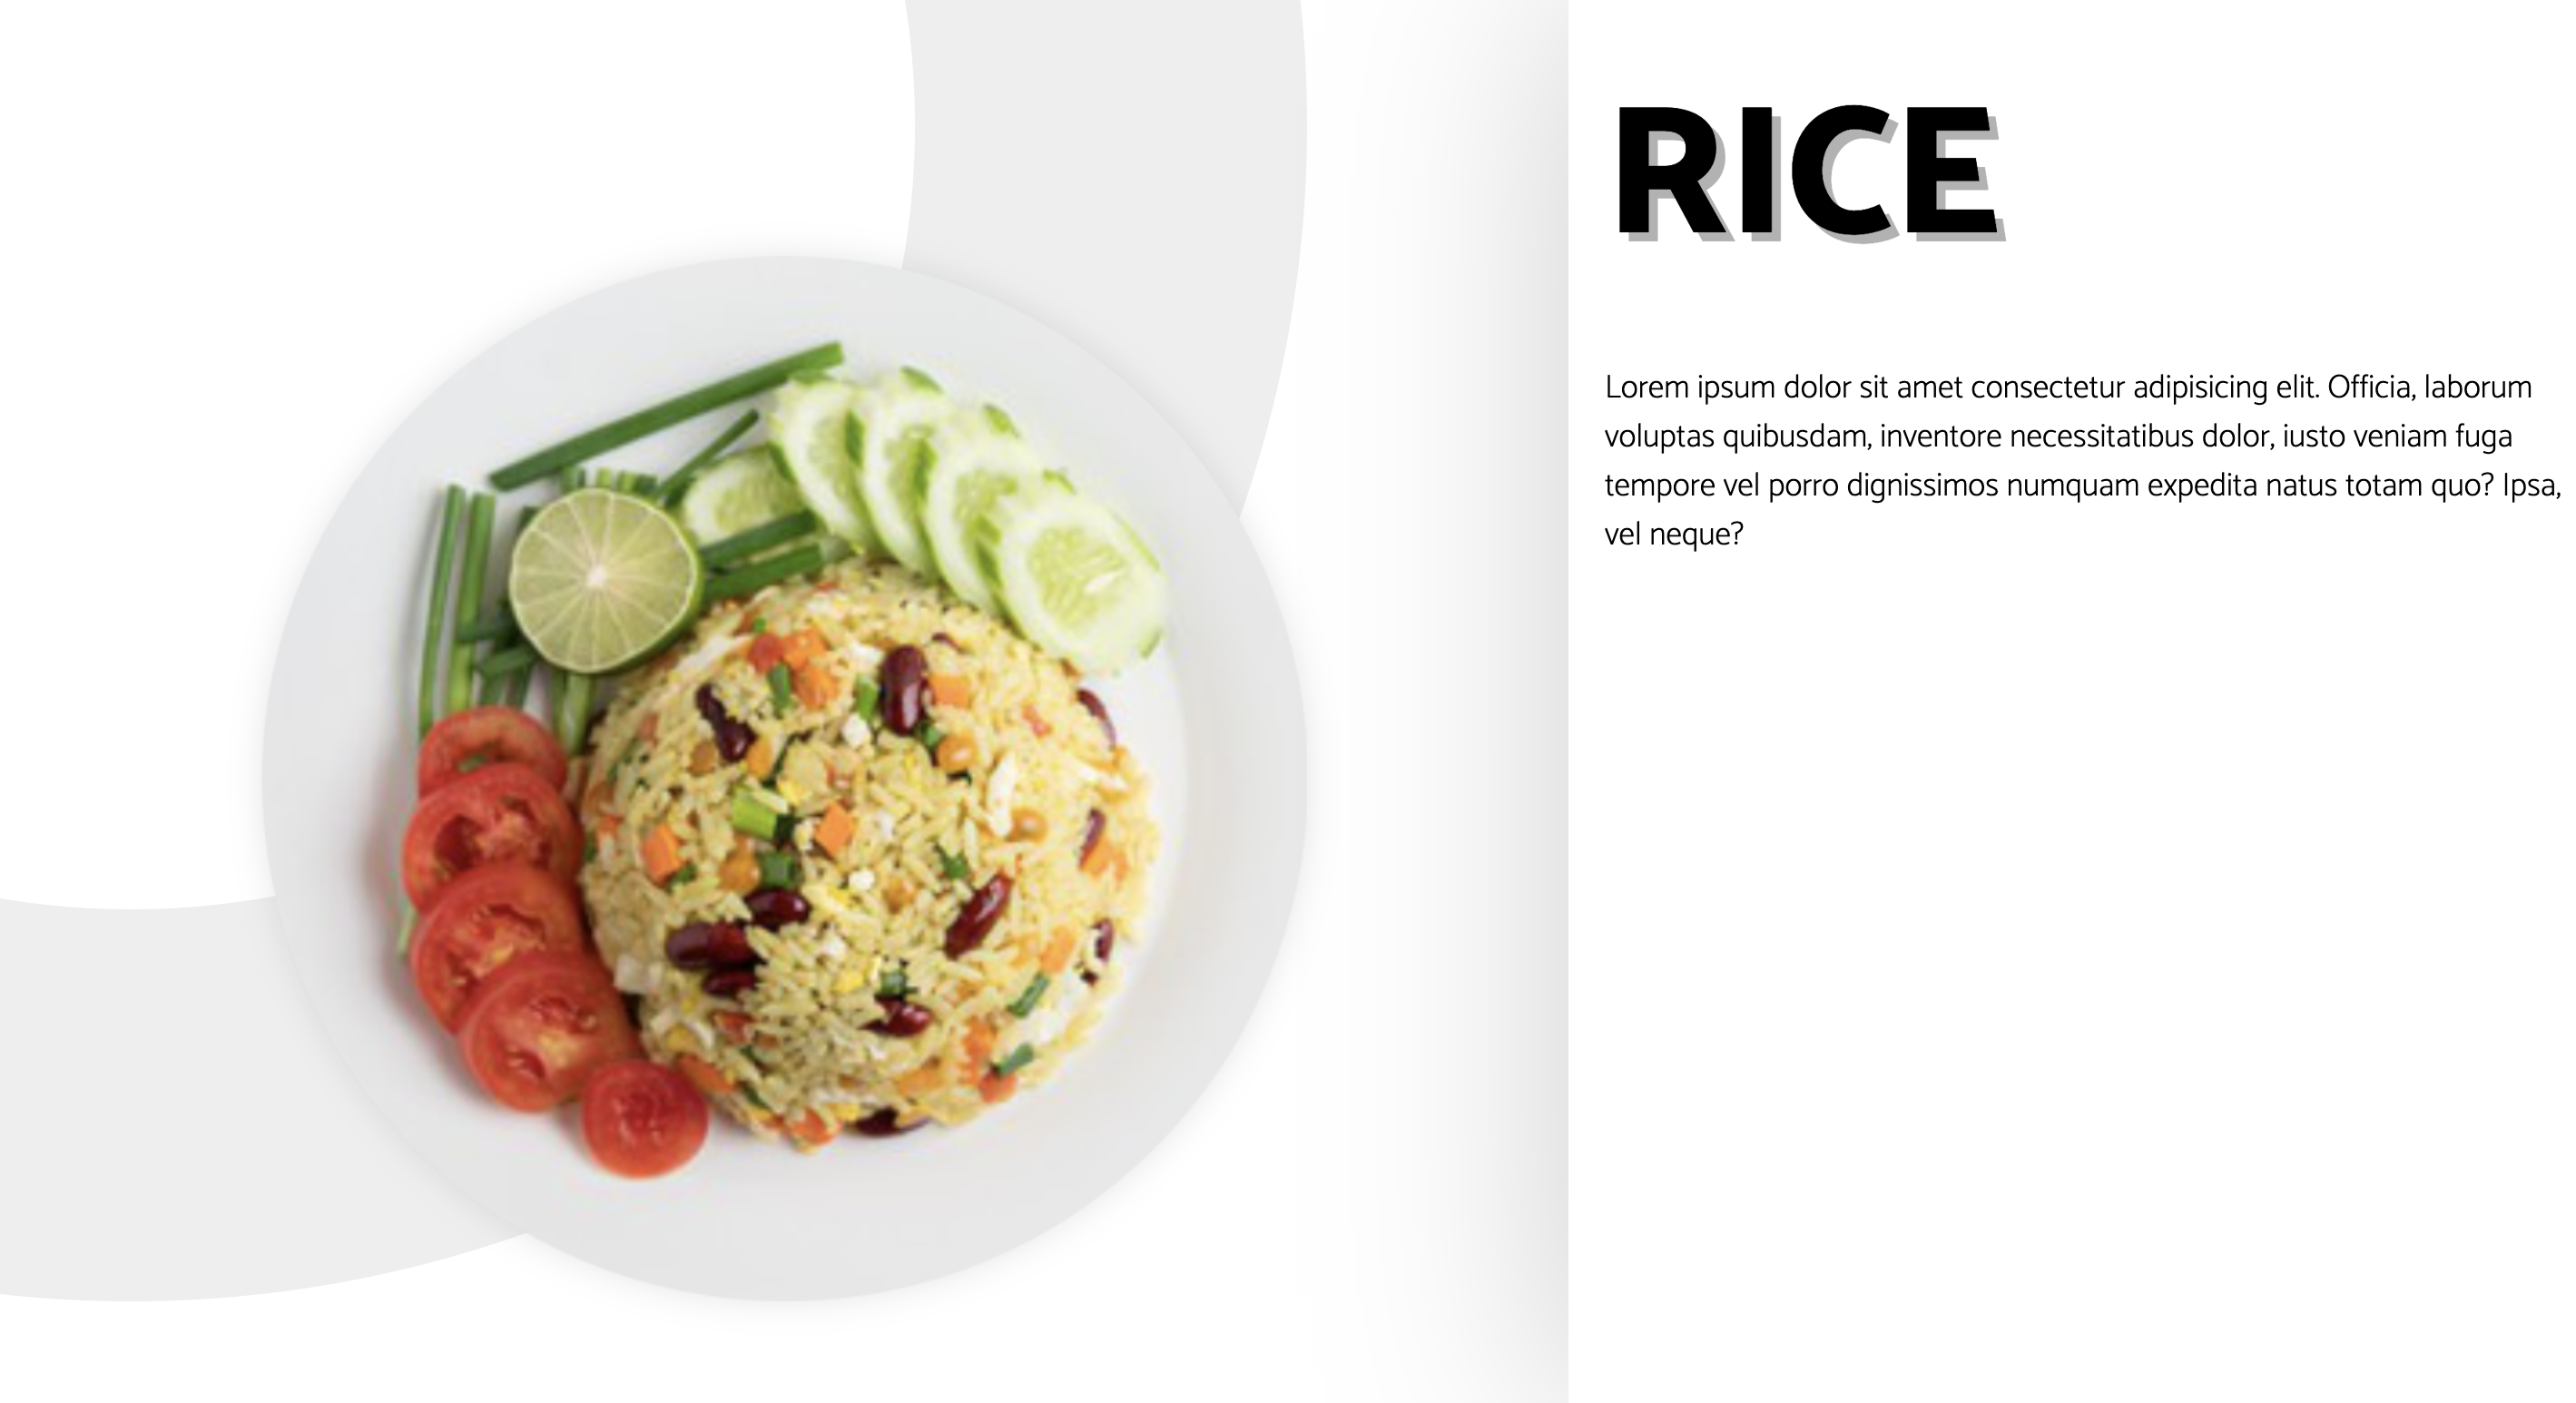 RICE
Lorem ipsum dolor sit amet consectetur adipisicing elit. Officia, laborum
voluptas quibusdam, inventore necessitatibus dolor, iusto veniam fuga
tempore vel porro dignissimos numquam expedita natus totam quo? Ipsa,
vel neque?